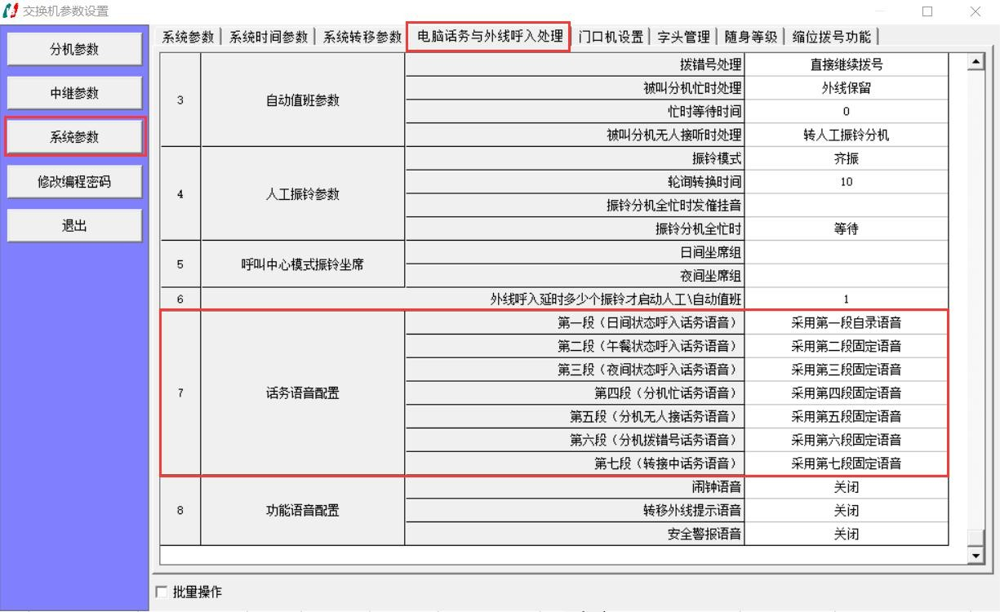 交换机参数设置
分机参数
中继参数
系统参数
修改编程密码
退出
系统参数 系统时间参数 系统转移参数 电脑话务与外线呼入处理 门口机设置 字头管理 随身等级 缩位拨号功能
3 自动值班参数
拨错号处理 直接继续拨号
被叫分机忙时处理 外线保留
忙时等待时间 0
被叫分机无人接听时处理 转人工振铃分机
4 人工振铃参数
振铃模式 齐振
轮询转换时间 10
振铃分机全忙时发催挂音
振铃分机全忙时 等待
5 呼叫中心模式振铃坐席
日间坐席组
夜间坐席组
6 外线呼入延时多少个振铃才启动人工\自动值班 1
7 话务语音配置
第一段（日间状态呼入话务语音） 采用第一段自录语音
第二段（午餐状态呼入话务语音） 采用第二段固定语音
第三段（夜间状态呼入话务语音） 采用第三段固定语音
第四段（分机忙话务语音） 采用第四段固定语音
第五段（分机无人接话务语音） 采用第五段固定语音
第六段（分机拨错号话务语音） 采用第六段固定语音
第七段（转接中话务语音） 采用第七段固定语音
8 功能语音配置
闹钟语音 关闭
转移外线提示语音 关闭
安全警报语音 关闭
批量操作